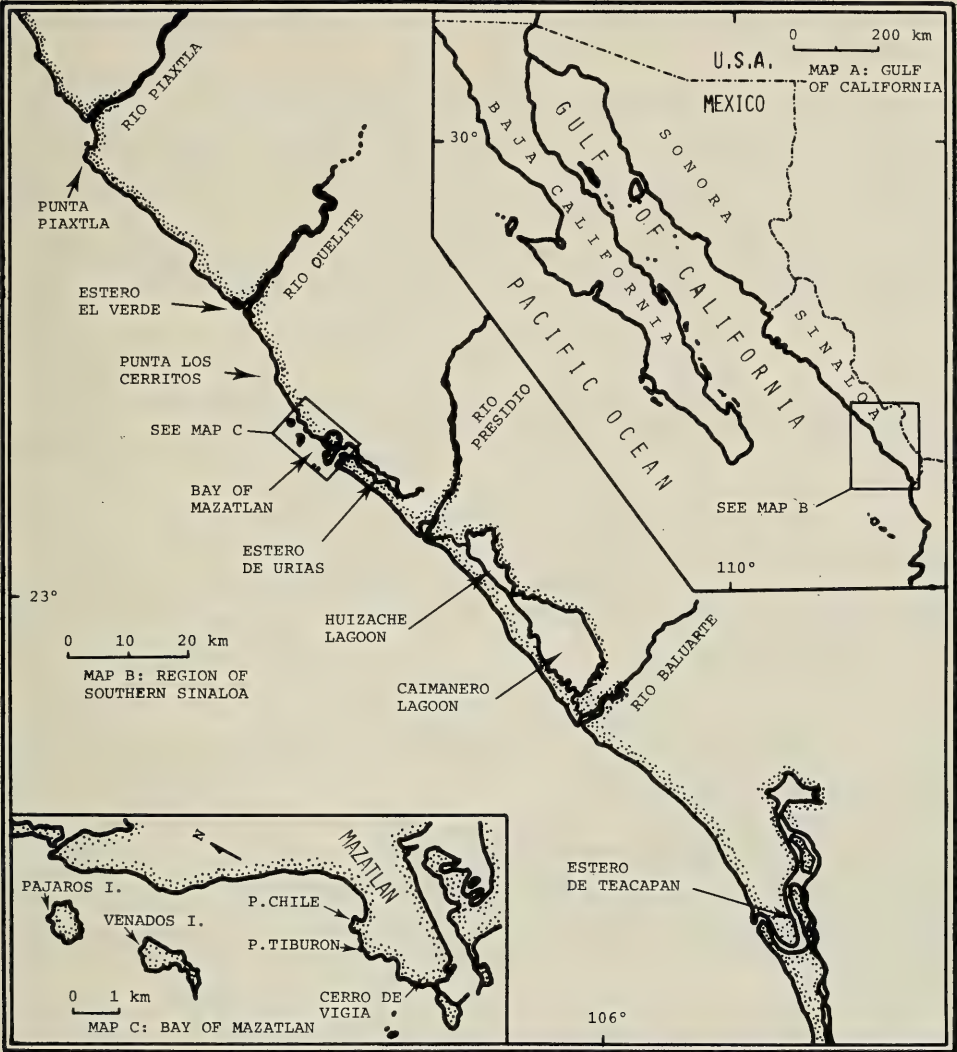 RIO PIAXTLA
PUNTA
PIAXTLA
RIO QUELITE
ESTERO
EL VERDE
PUNTA LOS
CERRITOS
SEE MAP C
BAY OF
MAZATLAN
ESTERO
DE URIAS
RIO
PRESIDIO
23°
HUIZACHE
LAGOON
CAIMANERO
LAGOON
RIO BALUARTE
0 10 20 km
MAP B: REGION OF
SOUTHERN SINALOA
ESTERO
DE TEACAPAN
106°
0 200 km
MAP A: GULF
OF CALIFORNIA
U.S.A.
MEXICO
30°
BAJA CALIFORNIA
GULF OF CALIFORNIA
SONORA
SINALOA
PACIFIC OCEAN
SEE MAP B
110°
N
MAZATLAN
PAJAROS I.
VENADOS I.
P.CHILE
P.TIBURON
CERRO DE
VIGIA
0 1 km
MAP C: BAY OF MAZATLAN